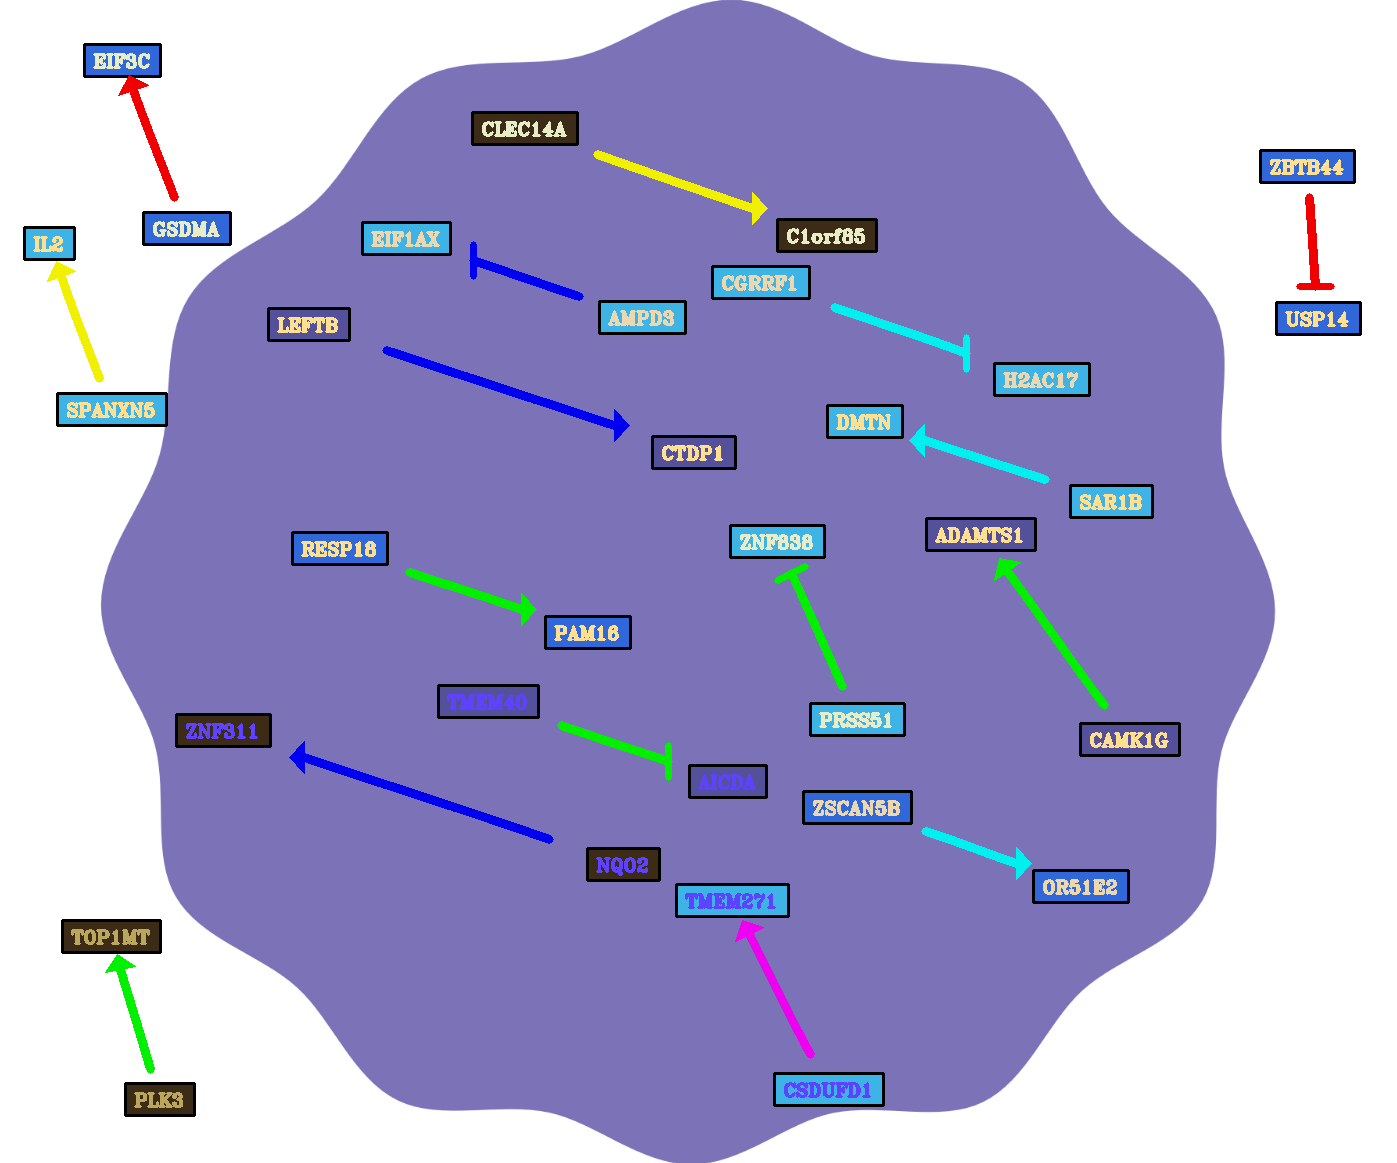 EIF3C
CLEC14A
ZBTB44
GSDMA
IL2
EIF1AX
C1orf85
CGRRF1
AMPD3
USP14
LEFTB
H2AC17
SPANXN5
DMTN
CTDP1
SAR1B
ADAMTS1
ZNF838
RESP18
PAM16
TMEM40
PRSS51
ZNF311
CAMK1G
AICDA
ZSCAN5B
NQO2
OR51E2
TMEM271
TOP1MT
CSDUFD1
PLK3